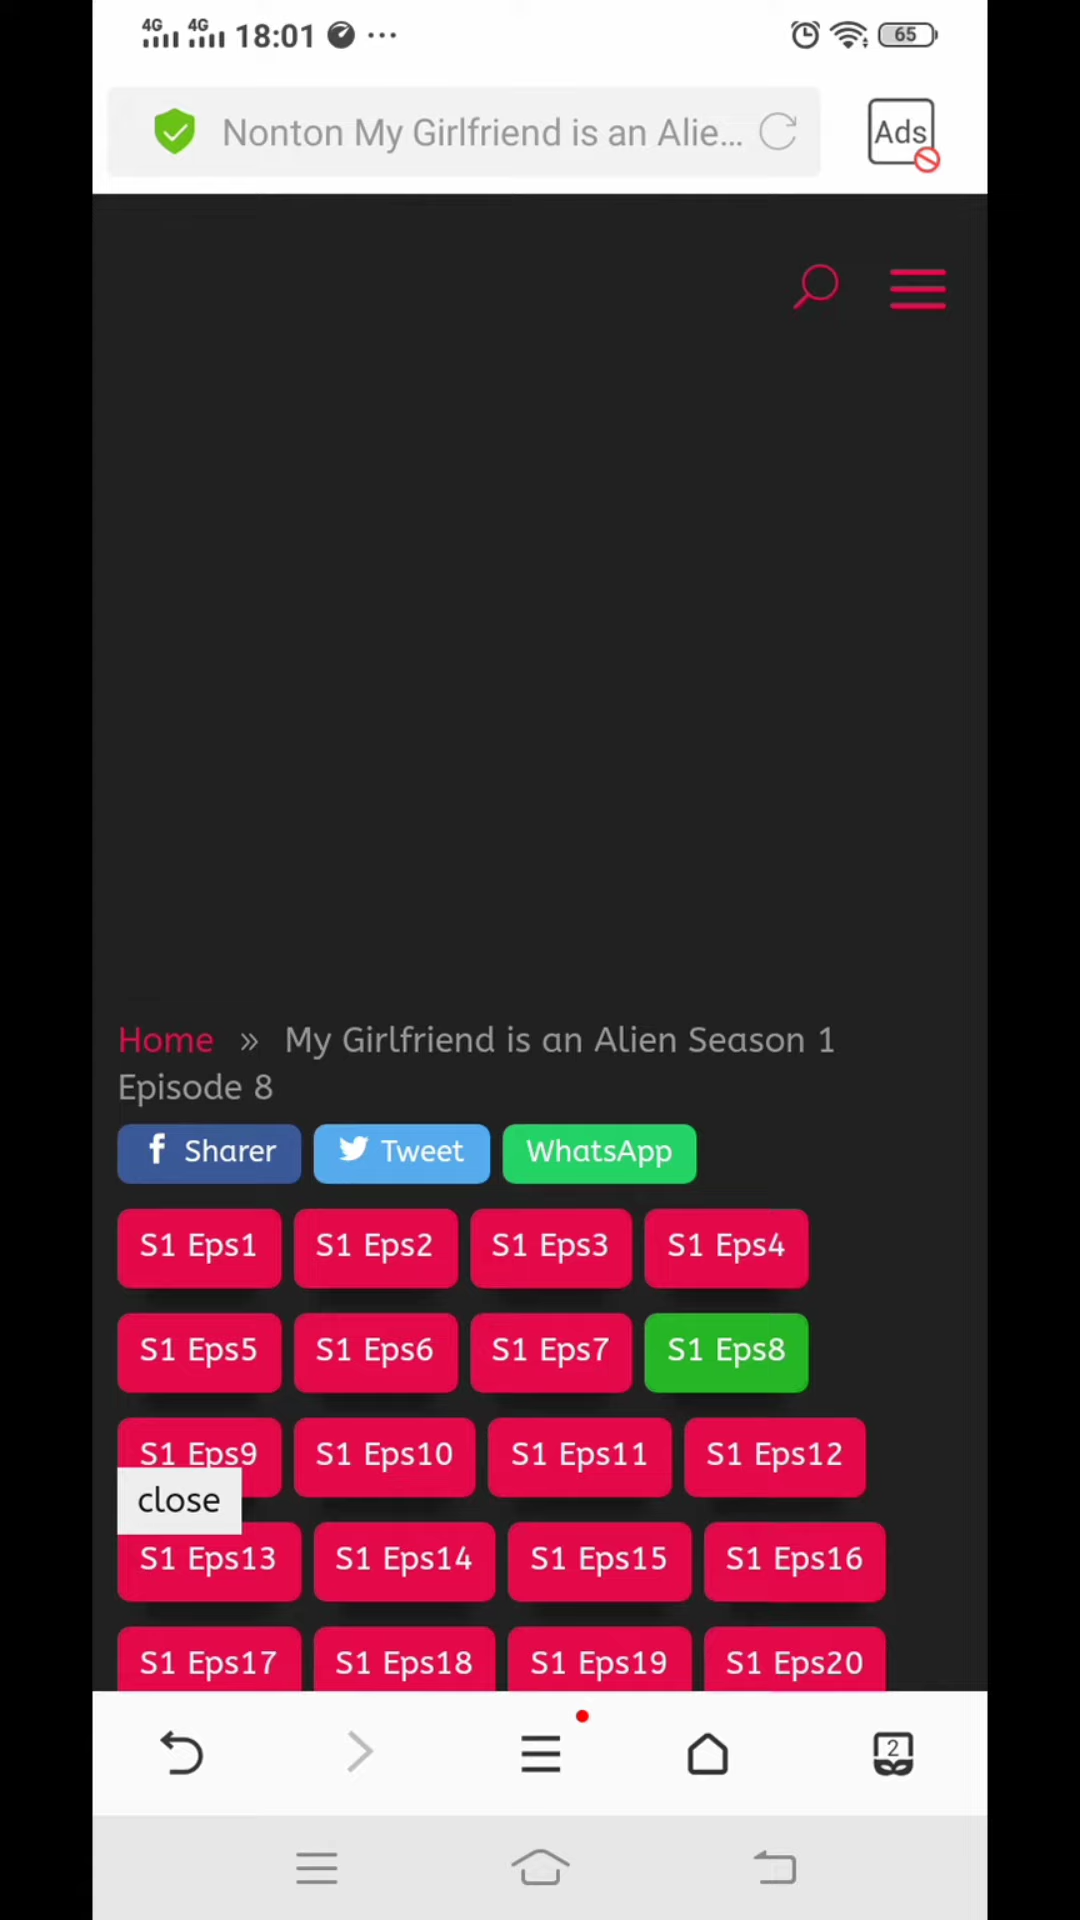 4G 4G 18:01 ... 65
Nonton My Girlfriend is an Alie... Ads
Home » My Girlfriend is an Alien Season 1
Episode 8
f Sharer Tweet WhatsApp
S1 Eps1 S1 Eps2 S1 Eps3 S1 Eps4
S1 Eps5 S1 Eps6 S1 Eps7 S1 Eps8
S1 Eps9 S1 Eps10 S1 Eps11 S1 Eps12
close
S1 Eps13 S1 Eps14 S1 Eps15 S1 Eps16
S1 Eps17 S1 Eps18 S1 Eps19 S1 Eps20
2